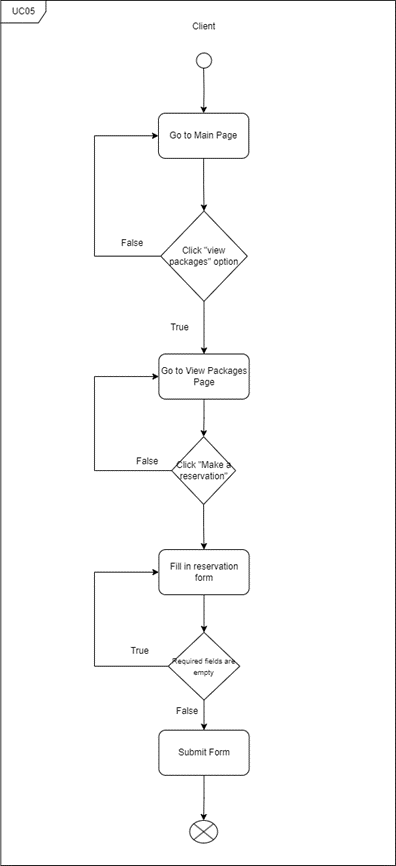 UC05
Client
Go to Main Page
Click "view
packages" option
False
True
Go to View Packages
Page
Click "Make a
reservation"
False
Fill in reservation
form
Required fields are
empty
True
False
Submit Form